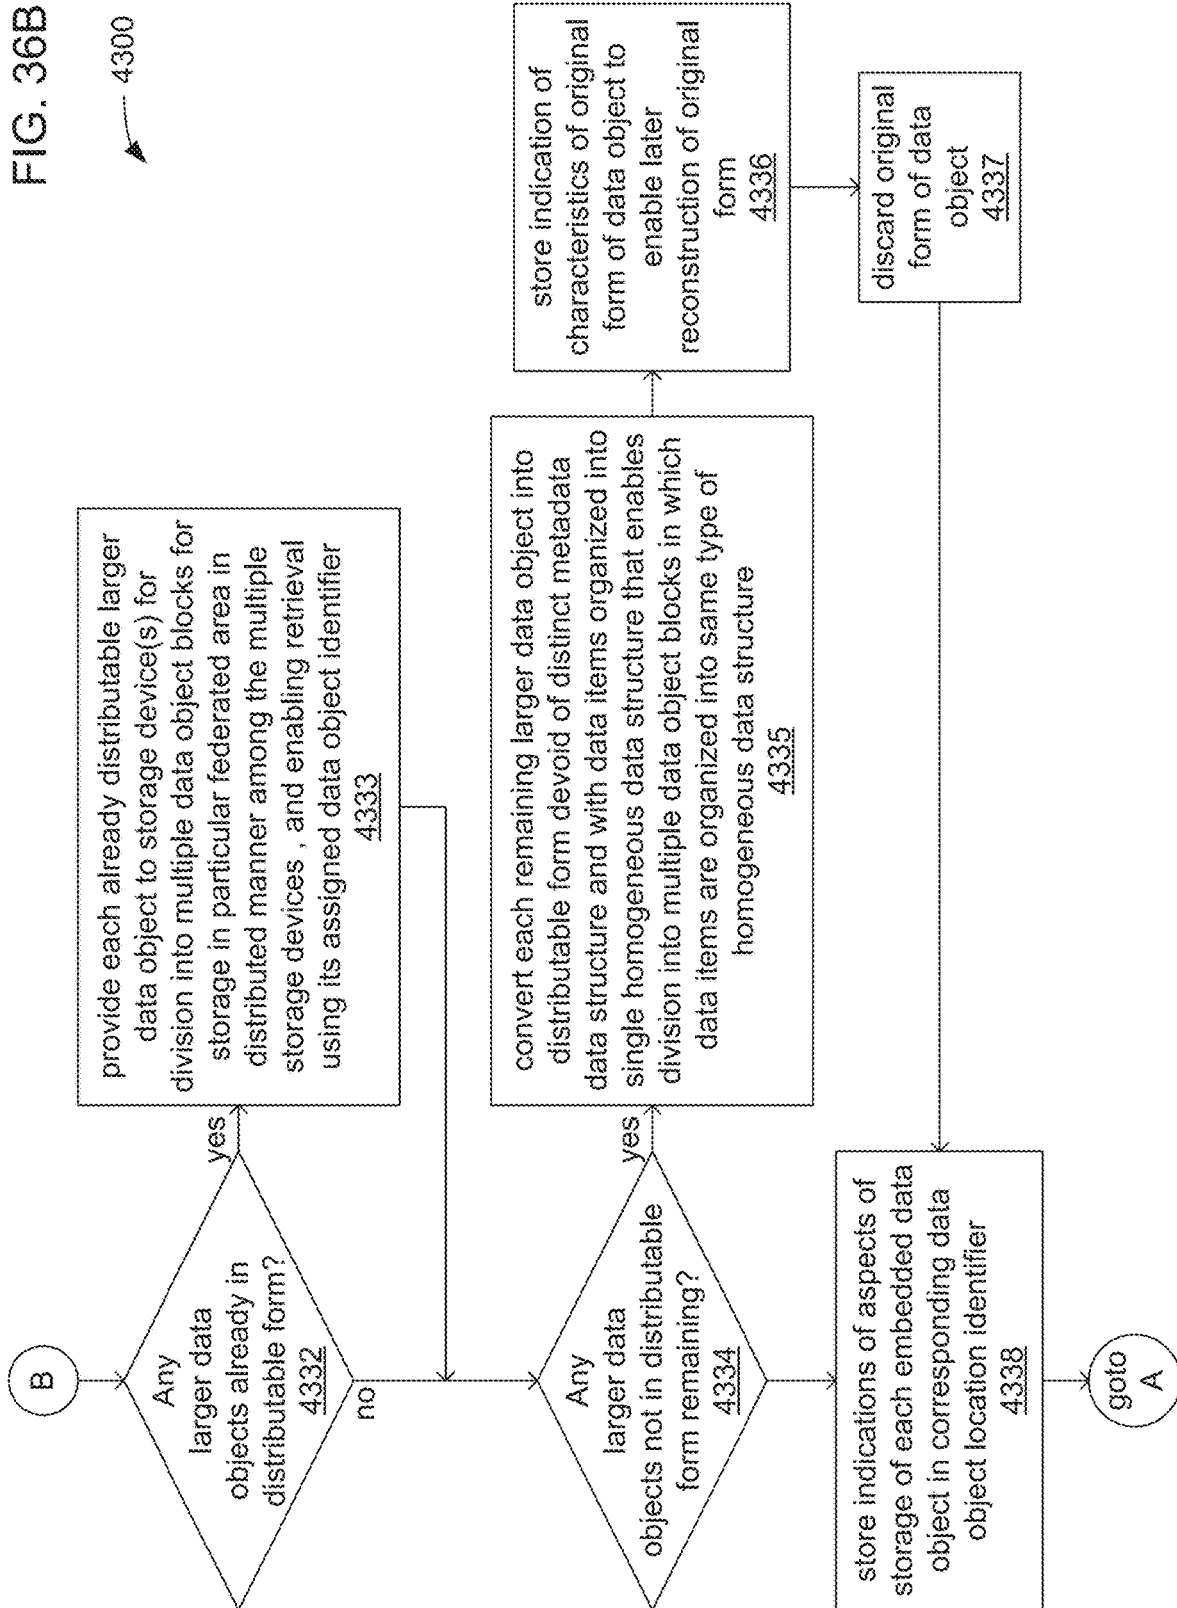 FIG. 36B
4300
B
Any
larger data
objects already in
distributable form?
4332
yes
no
provide each already distributable larger
data object to storage device(s) for
division into multiple data object blocks for
storage in particular federated area in
distributed manner among the multiple
storage devices , and enabling retrieval
using its assigned data object identifier
4333
Any
larger data
objects not in distributable
form remaining?
4334
yes
convert each remaining larger data object into
distributable form devoid of distinct metadata
data structure and with data items organized into
single homogeneous data structure that enables
division into multiple data object blocks in which
data items are organized into same type of
homogeneous data structure
4335
store indication of
characteristics of original
form of data object to
enable later
reconstruction of original
form
4336
discard original
form of data
object
4337
store indications of aspects of
storage of each embedded data
object in corresponding data
object location identifier
4338
goto
A